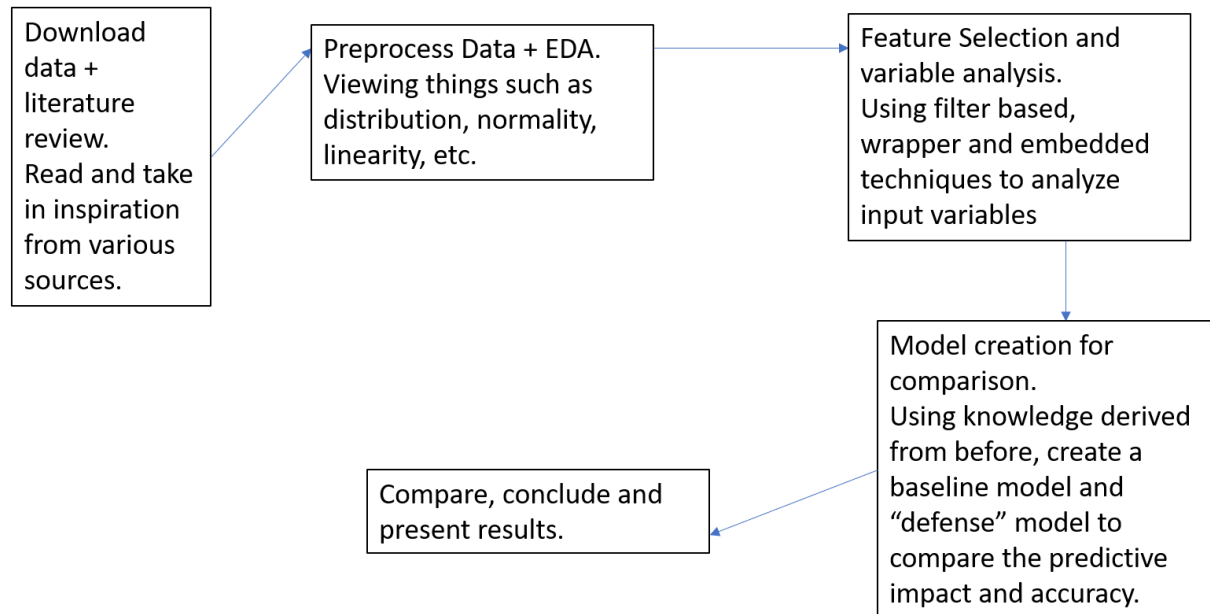 Download
data +
literature
review.
Read and take
in inspiration
from various
sources.
Preprocess Data + EDA.
Viewing things such as
distribution, normality,
linearity, etc.
Feature Selection and
variable analysis.
Using filter based,
wrapper and embedded
techniques to analyze
input variables
Model creation for
comparison.
Using knowledge derived
from before, create a
baseline model and
“defense” model to
compare the predictive
impact and accuracy.
Compare, conclude and
present results.